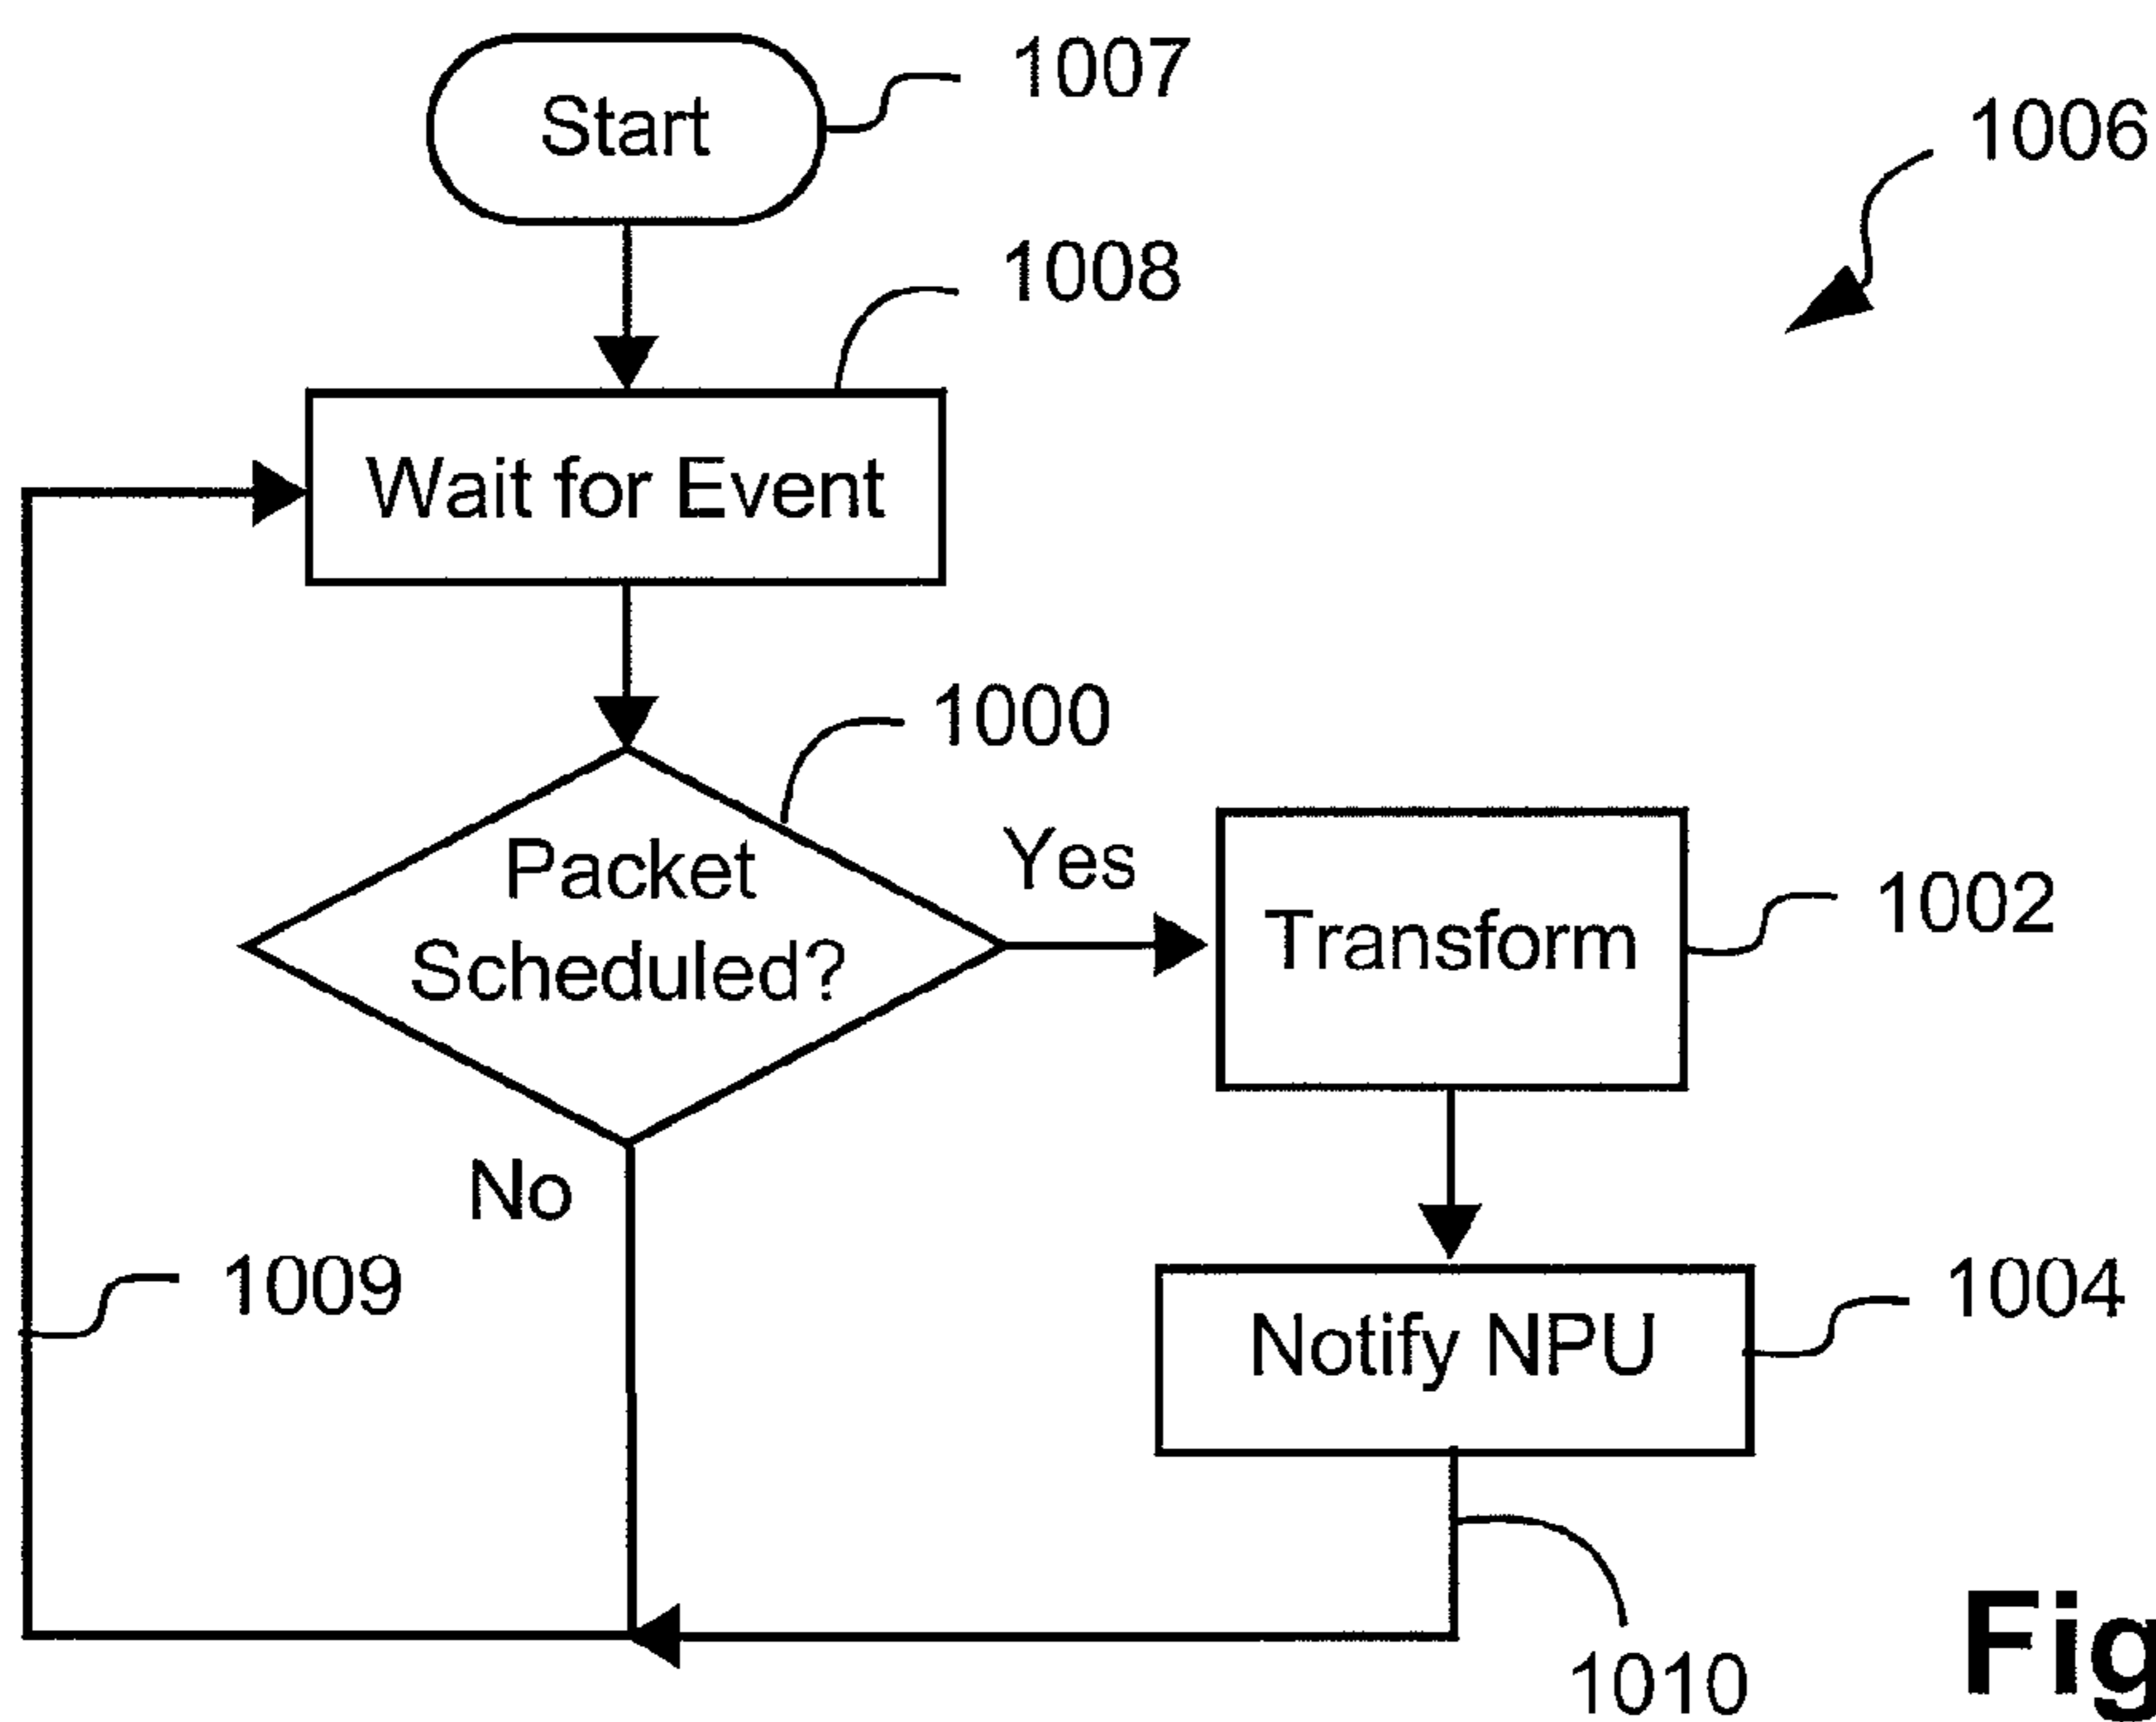 Start
1007
1006
1008
Wait for Event
1000
Packet
Scheduled?
Yes
Transform
1002
No
1009
Notify NPU
1004
1010
Fig